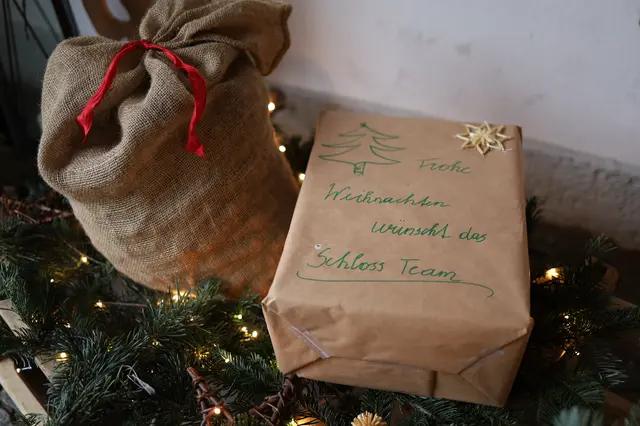 Frohe
Weihnachten
wünscht das
Schloss Team